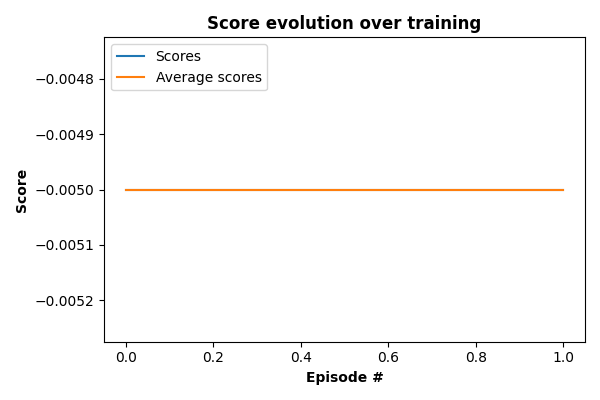 Score evolution over training
Scores
Average scores
−0.0048
−0.0049
−0.0050
−0.0051
−0.0052
Score
0.0 0.2 0.4 0.6 0.8 1.0
Episode #